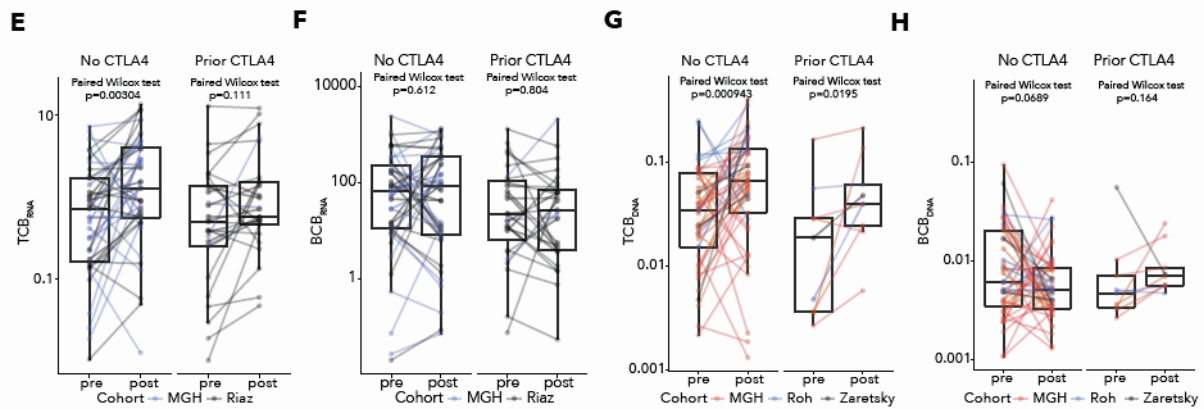 E
No CTLA4
Prior CTLA4
Paired Wilcox test
p=0.00304
Paired Wilcox test
p=0.111
10
0.1
TCBRNA
pre
post
pre
post
Cohort MGH Riaz
F
No CTLA4
Prior CTLA4
Paired Wilcox test
p=0.612
Paired Wilcox test
p=0.804
10000
100
1
BCBRNA
pre
post
pre
post
Cohort MGH Riaz
G
No CTLA4
Prior CTLA4
Paired Wilcox test
p=0.000943
Paired Wilcox test
p=0.0195
0.1
0.01
0.001
TCBDNA
pre
post
pre
post
Cohort MGH Roh Zaretsky
H
No CTLA4
Prior CTLA4
Paired Wilcox test
p=0.0689
Paired Wilcox test
p=0.164
0.1
0.01
0.001
BCBDNA
pre
post
pre
post
Cohort MGH Roh Zaretsky